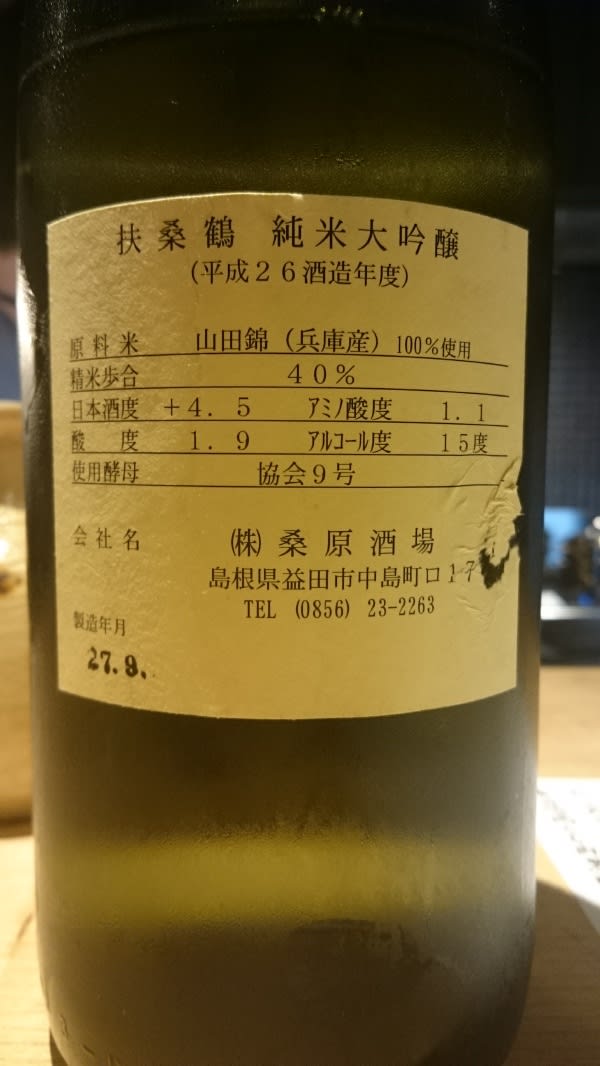 扶桑鶴 純米大吟醸
(平成26酒造年度)
原料米 山田錦(兵庫産)100%使用
精米歩合 40%
日本酒度 +4.5 アミノ酸度 1.1
酸度 1.9 アルコール度 15度
使用酵母 協会9号
会社名 (株)桑原酒場
島根県益田市中島町ロ17
TEL (0856) 23-2263
製造年月
27.9.